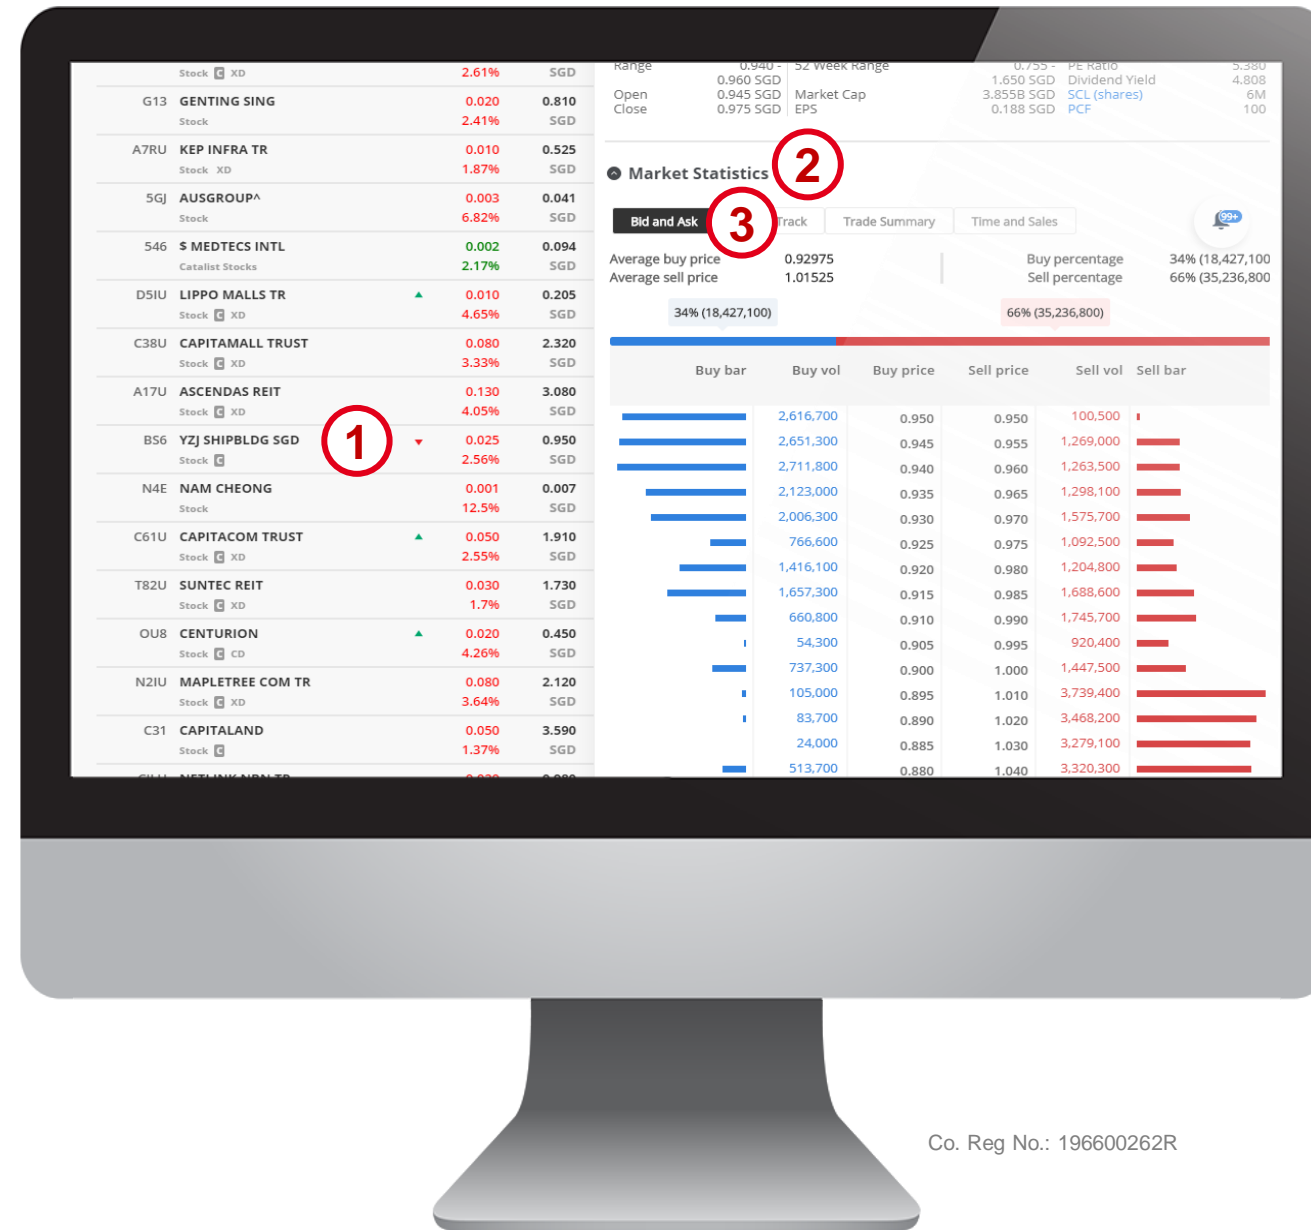 Stock C XD 2.61% SGD
G13 GENTING SING 0.020 0.810
Stock 2.41% SGD
A7RU KEP INFRA TR 0.010 0.525
Stock XD 1.87% SGD
5GJ AUSGROUP^ 0.003 0.041
Stock 6.82% SGD
546 $ MEDTECS INTL 0.002 0.094
Catalist Stocks 2.17% SGD
D5IU LIPPO MALLS TR 0.010 0.205
Stock C XD 4.65% SGD
C38U CAPITAMALL TRUST 0.080 2.320
Stock C XD 3.33% SGD
A17U ASCENDAS REIT 0.130 3.080
Stock C XD 4.05% SGD
BS6 YZJ SHIPBLDG SGD 1 0.025 0.950
Stock C 2.56% SGD
N4E NAM CHEONG 0.001 0.007
Stock 12.5% SGD
C61U CAPITACOM TRUST 0.050 1.910
Stock C XD 2.55% SGD
T82U SUNTEC REIT 0.030 1.730
Stock C XD 1.7% SGD
OU8 CENTURION 0.020 0.450
Stock C CD 4.26% SGD
N2IU MAPLETREE COM TR 0.080 2.120
Stock C XD 3.64% SGD
C31 CAPITALAND 0.050 3.590
Stock C 1.37% SGD
Range 0.940 - 52 Week Range 0.755 - PE Ratio 5.380
0.960 SGD 1.650 SGD Dividend Yield 4.808
Open 0.945 SGD Market Cap 3.855B SGD SCL (shares) 6M
Close 0.975 SGD EPS 0.188 SGD PCF 100
Market Statistics 2
Bid and Ask 3 Track Trade Summary Time and Sales 99+
Average buy price 0.92975 Buy percentage 34% (18,427,100
Average sell price 1.01525 Sell percentage 66% (35,236,800
34% (18,427,100) 66% (35,236,800)
Buy bar Buy vol Buy price Sell price Sell vol Sell bar
2,616,700 0.950 0.950 100,500
2,651,300 0.945 0.955 1,269,000
2,711,800 0.940 0.960 1,263,500
2,123,000 0.935 0.965 1,298,100
2,006,300 0.930 0.970 1,575,700
766,600 0.925 0.975 1,092,500
1,416,100 0.920 0.980 1,204,800
1,657,300 0.915 0.985 1,688,600
660,800 0.910 0.990 1,745,700
54,300 0.905 0.995 920,400
737,300 0.900 1.000 1,447,500
105,000 0.895 1.010 3,739,400
83,700 0.890 1.020 3,468,200
24,000 0.885 1.030 3,279,100
513,700 0.880 1.040 3,320,300
Co. Reg No.: 196600262R